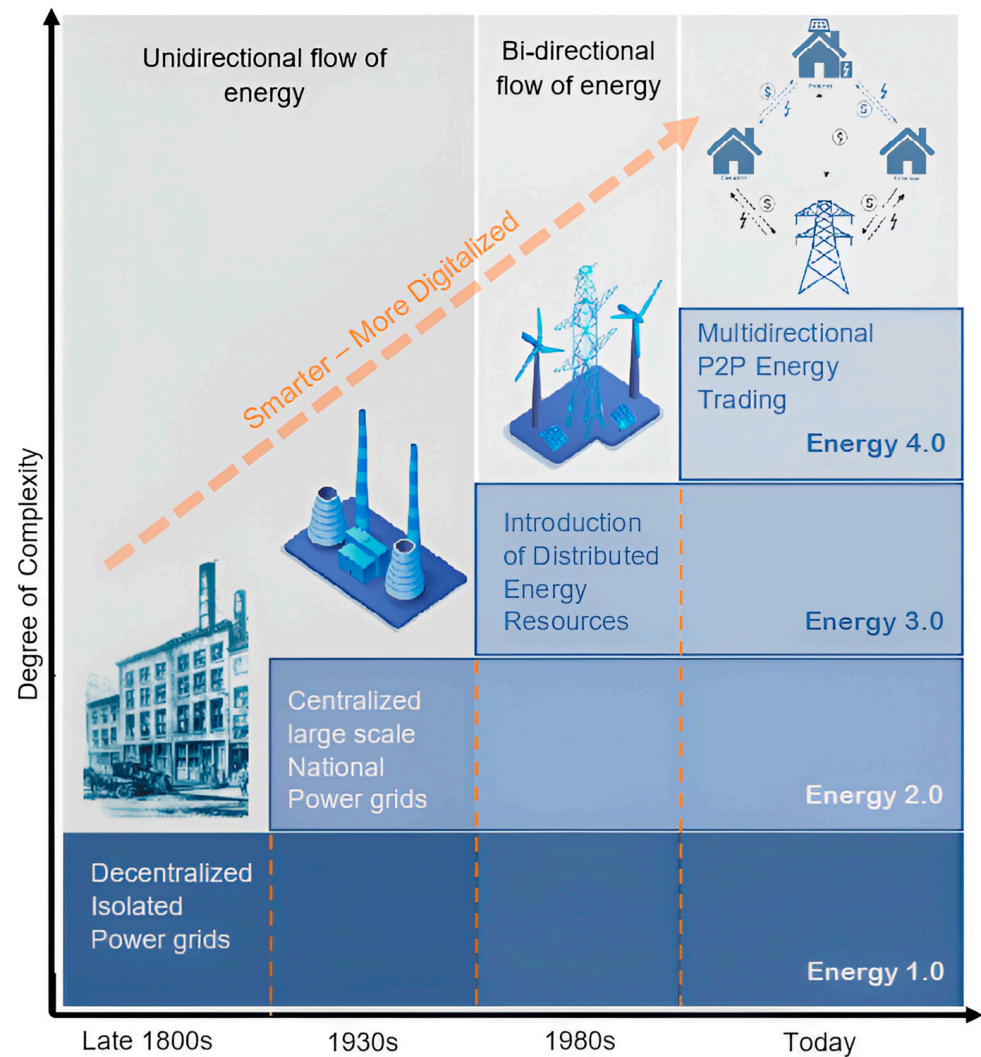 Unidirectional flow of
energy
Bi-directional
flow of energy
$
$
$
$
$
Smarter – More Digitalized
Multidirectional
P2P Energy
Trading
Energy 4.0
Introduction
of Distributed
Energy
Resources
Energy 3.0
Centralized
large scale
National
Power grids
Energy 2.0
Decentralized
Isolated
Power grids
Energy 1.0
Degree of Complexity
Late 1800s
1930s
1980s
Today